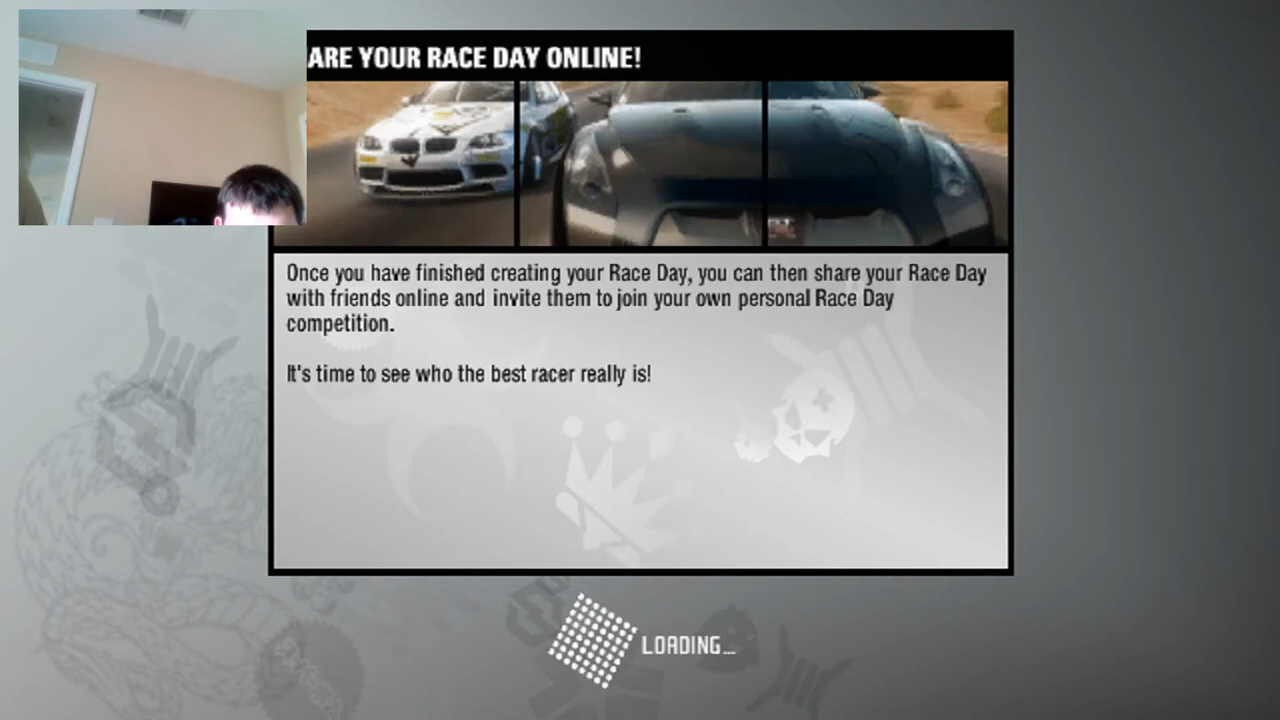 ARE YOUR RACE DAY ONLINE!
Once you have finished creating your Race Day, you can then share your Race Day
with friends online and invite them to join your own personal Race Day
competition.
It's time to see who the best racer really is!
LOADING...